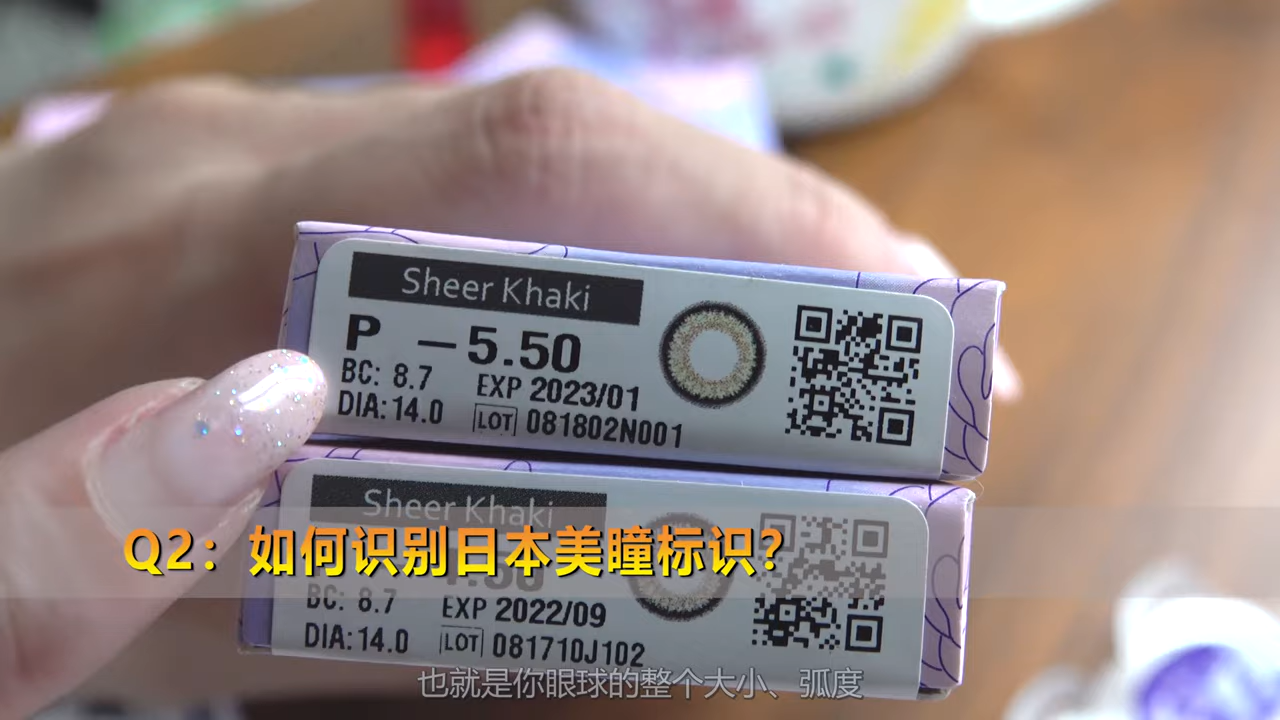 Sheer Khaki
P -5.50
BC: 8.7 EXP 2023/01
DIA:14.0 LOT 081802N001
Sheer Khaki
Q2：如何识别日本美瞳标识？
BC: 8.7 EXP 2022/09
DIA:14.0 LOT 081710J102
也就是你眼球的整个大小、弧度